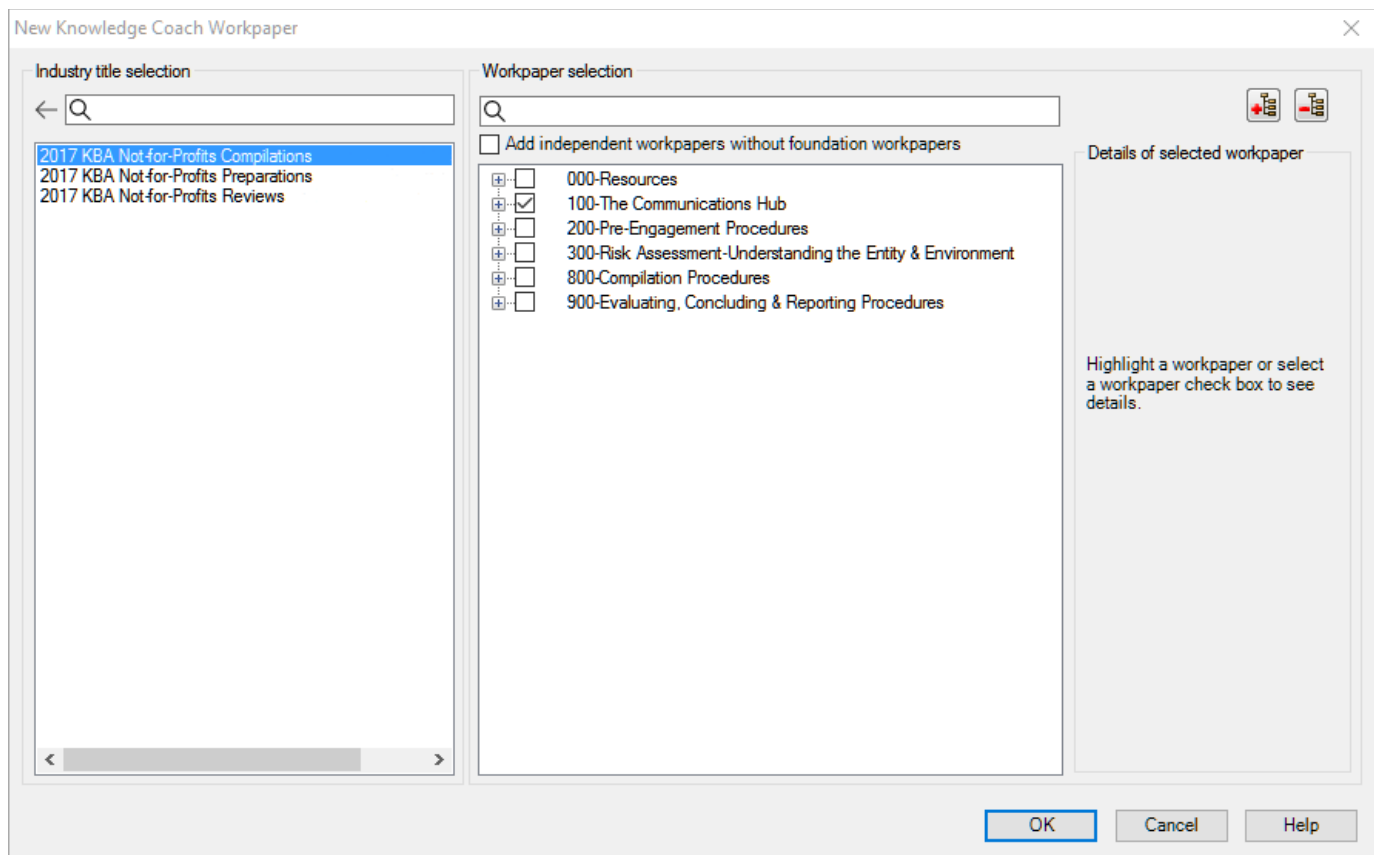 New Knowledge Coach Workpaper
Industry title selection
2017 KBA Not-for-Profits Compilations
2017 KBA Not-for-Profits Preparations
2017 KBA Not-for-Profits Reviews
Workpaper selection
Add independent workpapers without foundation workpapers
000-Resources
100-The Communications Hub
200-Pre-Engagement Procedures
300-Risk Assessment-Understanding the Entity & Environment
800-Compilation Procedures
900-Evaluating, Concluding & Reporting Procedures
Details of selected workpaper
Highlight a workpaper or select
a workpaper check box to see
details.
OK
Cancel
Help